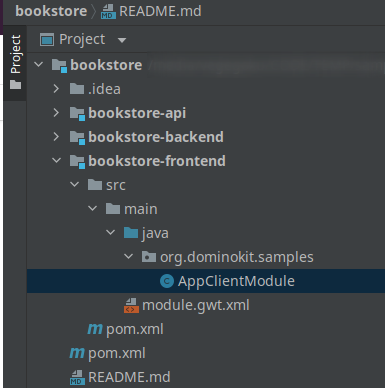 bookstore README.md
Project
Project
bookstore
.idea
bookstore-api
bookstore-backend
bookstore-frontend
src
main
java
org.dominokit.samples
C AppClientModule
module.gwt.xml
m pom.xml
m pom.xml
MD README.md